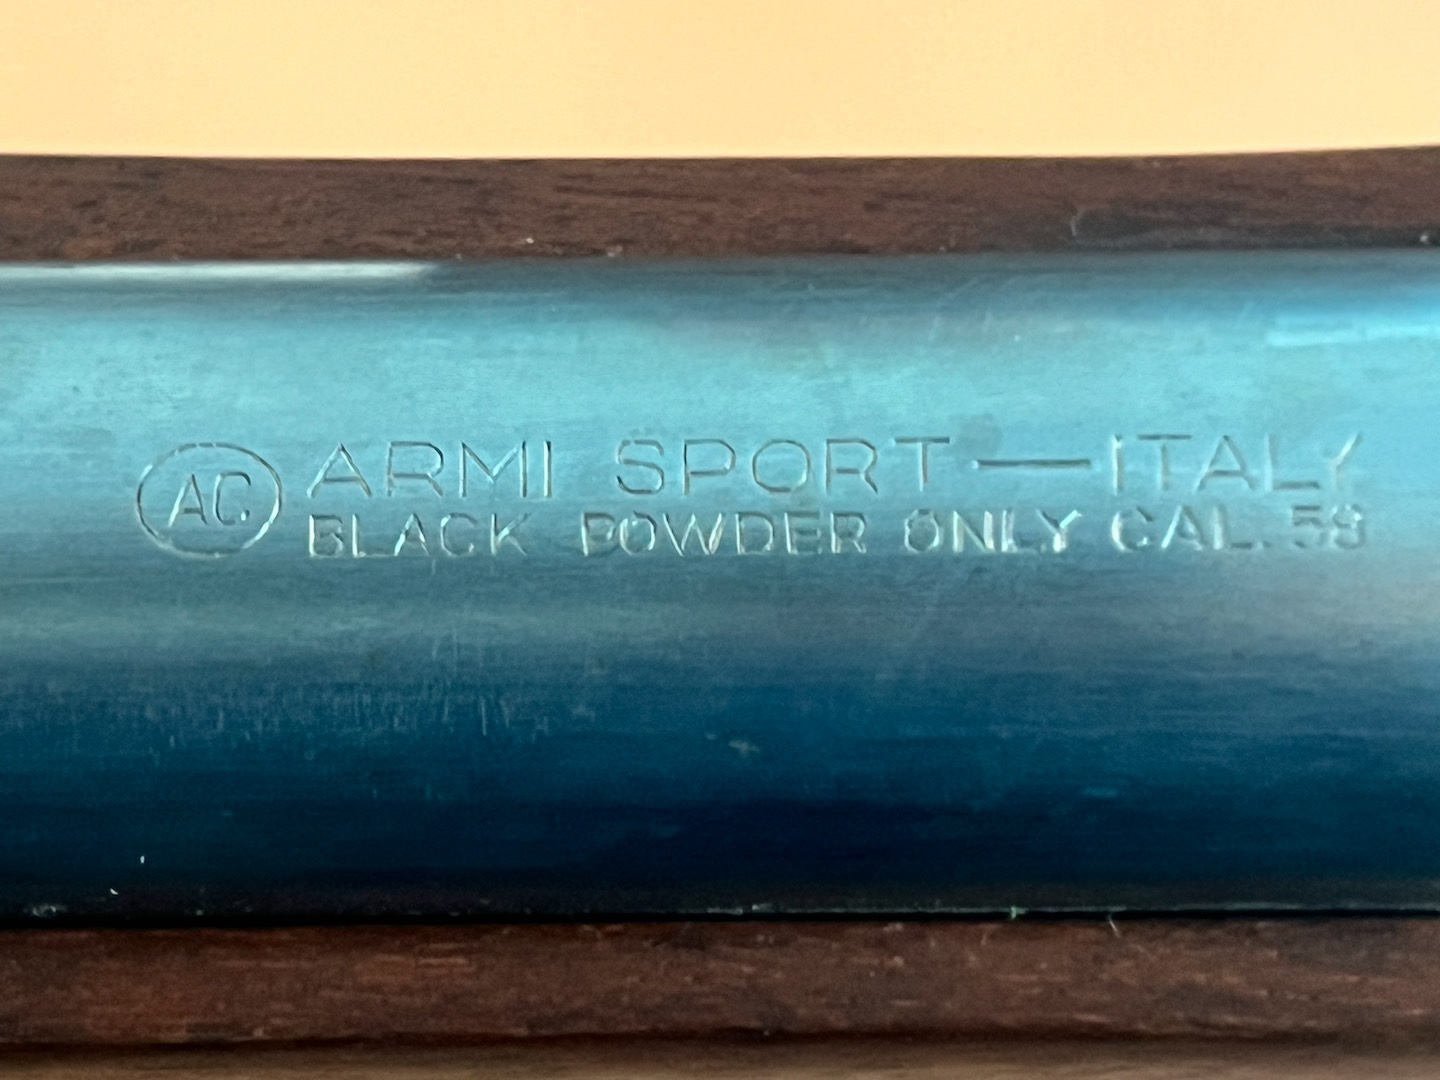 AC ARMI SPORT — ITALY
BLACK POWDER ONLY CAL. 58